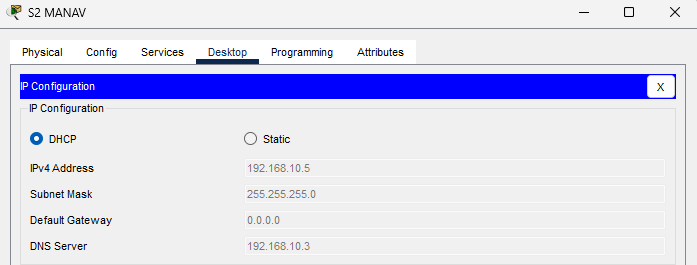 S2 MANAV
Physical Config Services Desktop Programming Attributes
IP Configuration X
IP Configuration
DHCP Static
IPv4 Address 192.168.10.5
Subnet Mask 255.255.255.0
Default Gateway 0.0.0.0
DNS Server 192.168.10.3